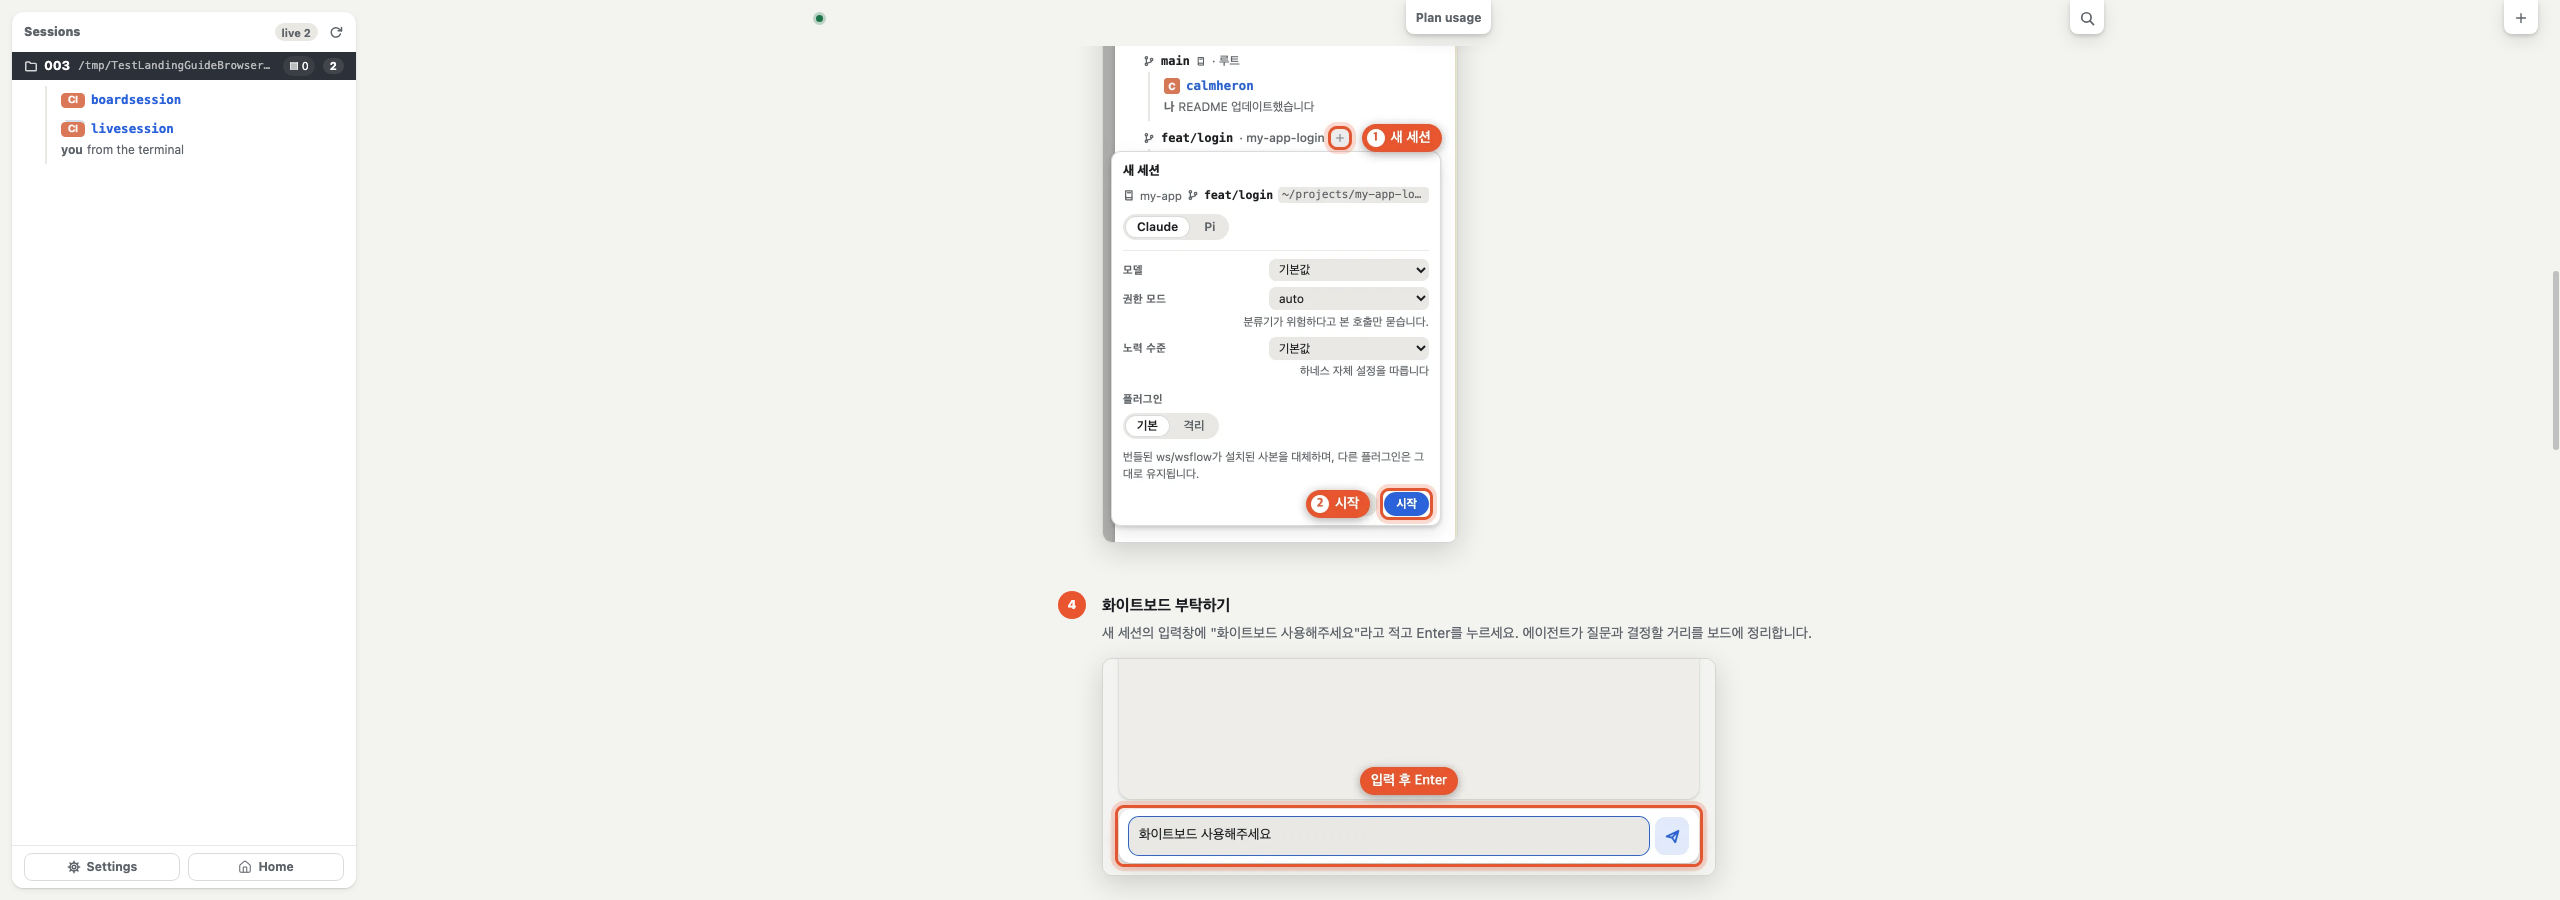 Sessions
live 2
003 /tmp/TestLandingGuideBrowser… 0 2
CI boardsession
CI livesession
you from the terminal
Settings
Home
Plan usage
main · 루트
C calmheron
나 README 업데이트했습니다
feat/login · my-app-login + 1 새 세션
새 세션
my-app feat/login ~/projects/my-app-lo…
Claude Pi
모델 기본값
권한 모드 auto
분류기가 위험하다고 본 호출만 묻습니다.
노력 수준 기본값
하네스 자체 설정을 따릅니다
플러그인
기본 격리
번들된 ws/wsflow가 설치된 사본을 대체하며, 다른 플러그인은 그
대로 유지됩니다.
2 시작 시작
4 화이트보드 부탁하기
새 세션의 입력창에 "화이트보드 사용해주세요"라고 적고 Enter를 누르세요. 에이전트가 질문과 결정할 거리를 보드에 정리합니다.
입력 후 Enter
화이트보드 사용해주세요